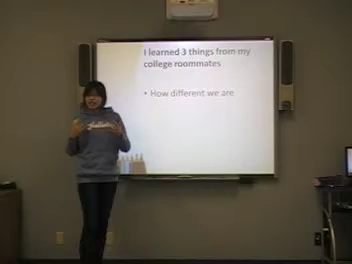 I learned 3 things from my
college roommates
• How different we are